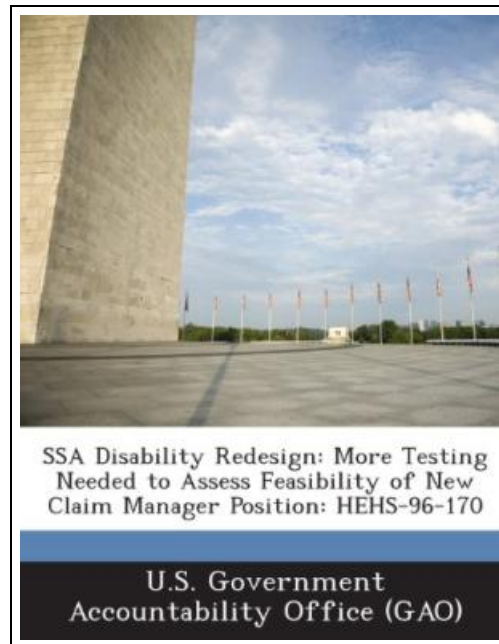 SSA Disability Redesign: More Testing
Needed to Assess Feasibility of New
Claim Manager Position: HEHS-96-170
U.S. Government
Accountability Office (GAO)